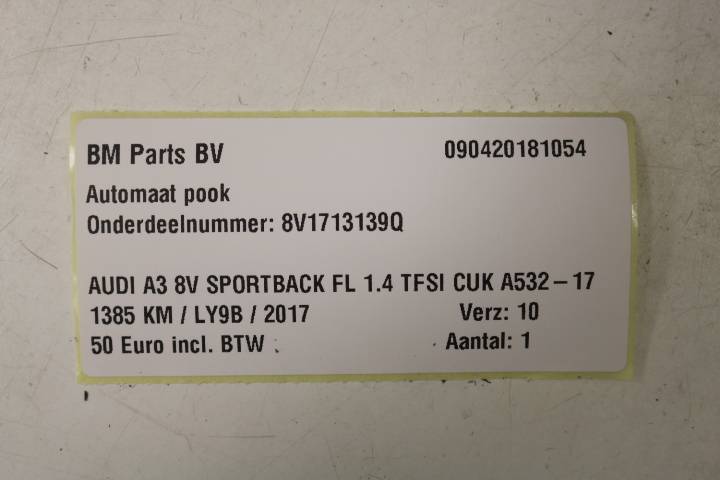 BM Parts BV 090420181054
Automaat pook
Onderdeelnummer: 8V1713139Q
AUDI A3 8V SPORTBACK FL 1.4 TFSI CUK A532-17
1385 KM / LY9B / 2017 Verz: 10
50 Euro incl. BTW Aantal: 1